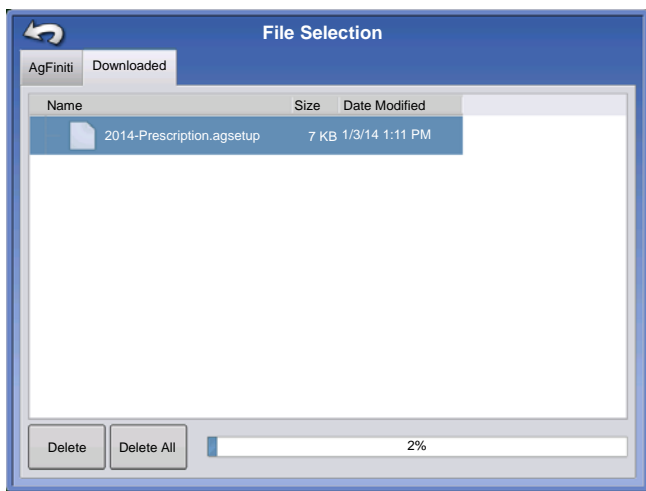 File Selection
AgFiniti Downloaded
Name Size Date Modified
2014-Prescription.agsetup 7 KB 1/3/14 1:11 PM
Delete Delete All 2%